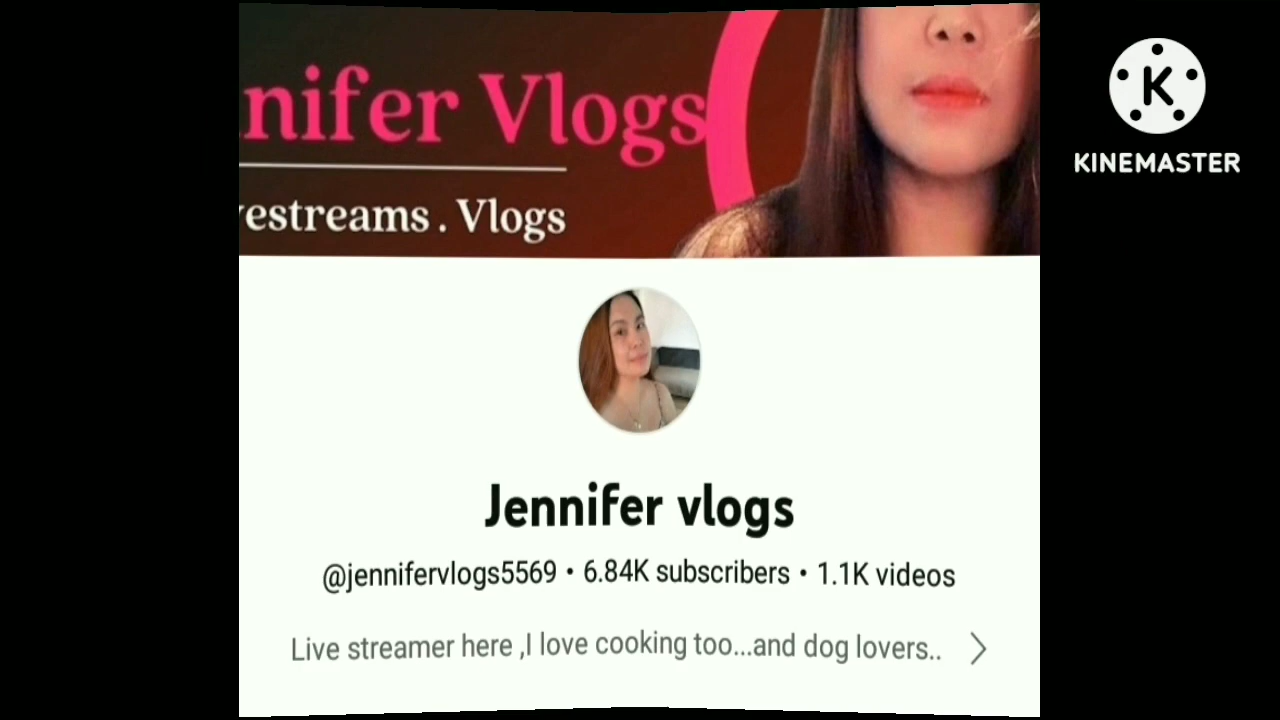 nifer Vlogs
vestreams . Vlogs
K
KINEMASTER
Jennifer vlogs
@jennifervlogs5569 • 6.84K subscribers • 1.1K videos
Live streamer here ,I love cooking too...and dog lovers..